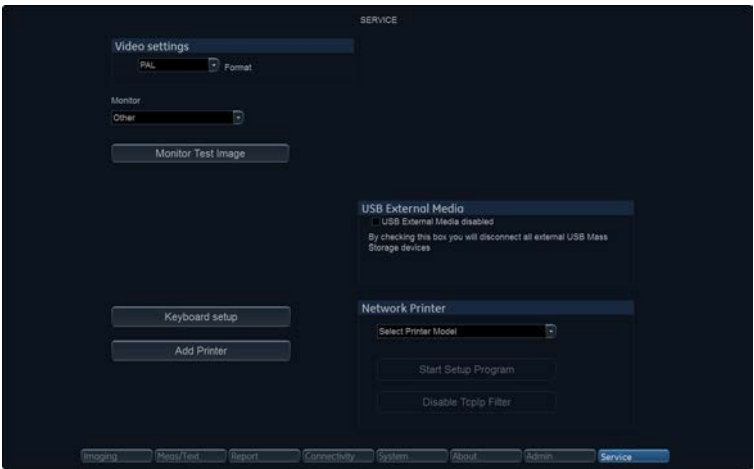 SERVICE
Video settings
PAL
Format
Monitor
Other
Monitor Test Image
USB External Media
USB External Media disabled
By checking this box you will disconnect all external USB Mass
Storage devices
Keyboard setup
Add Printer
Network Printer
Select Printer Model
Start Setup Program
Disable TcpIp Filter
Imaging Meas/Text Report Connectivity System About Admin Service